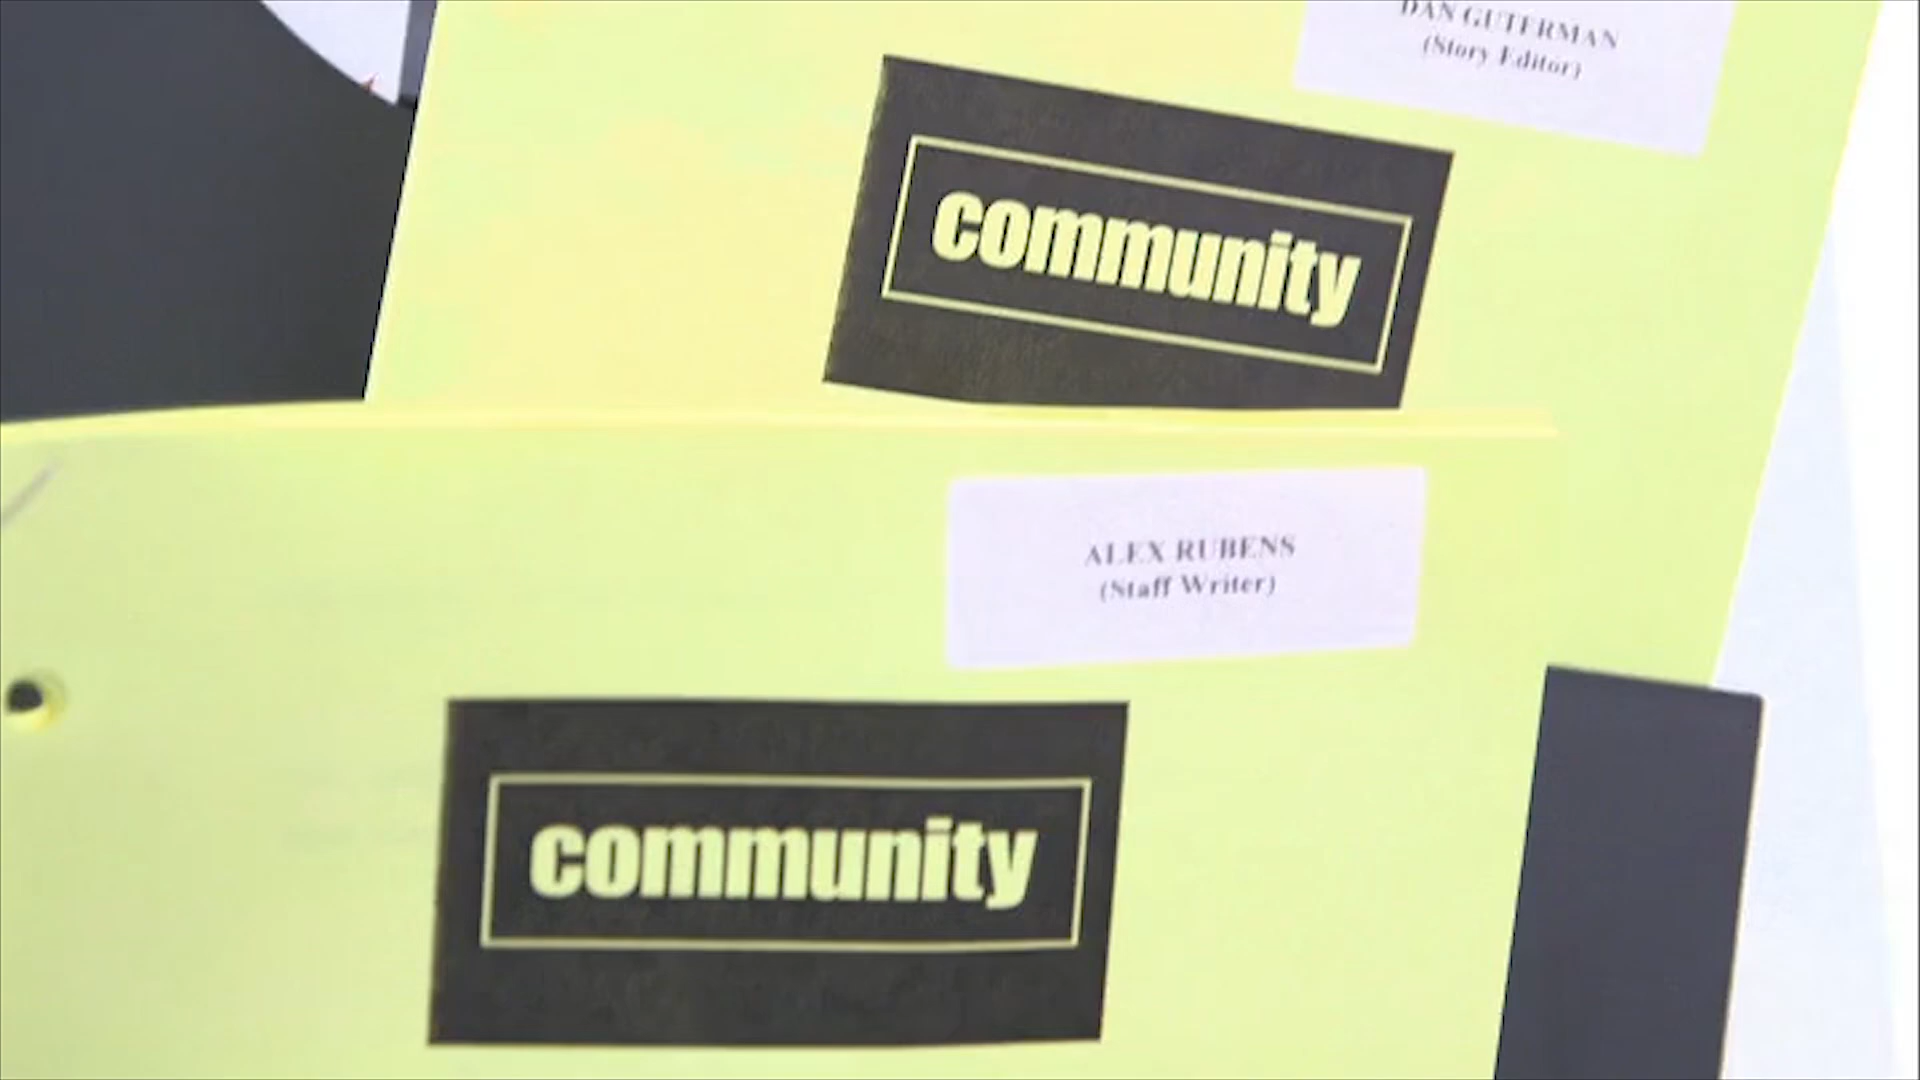 DAN GUTERMAN
(Story Editor)
community
ALEX RUBENS
(Staff Writer)
community